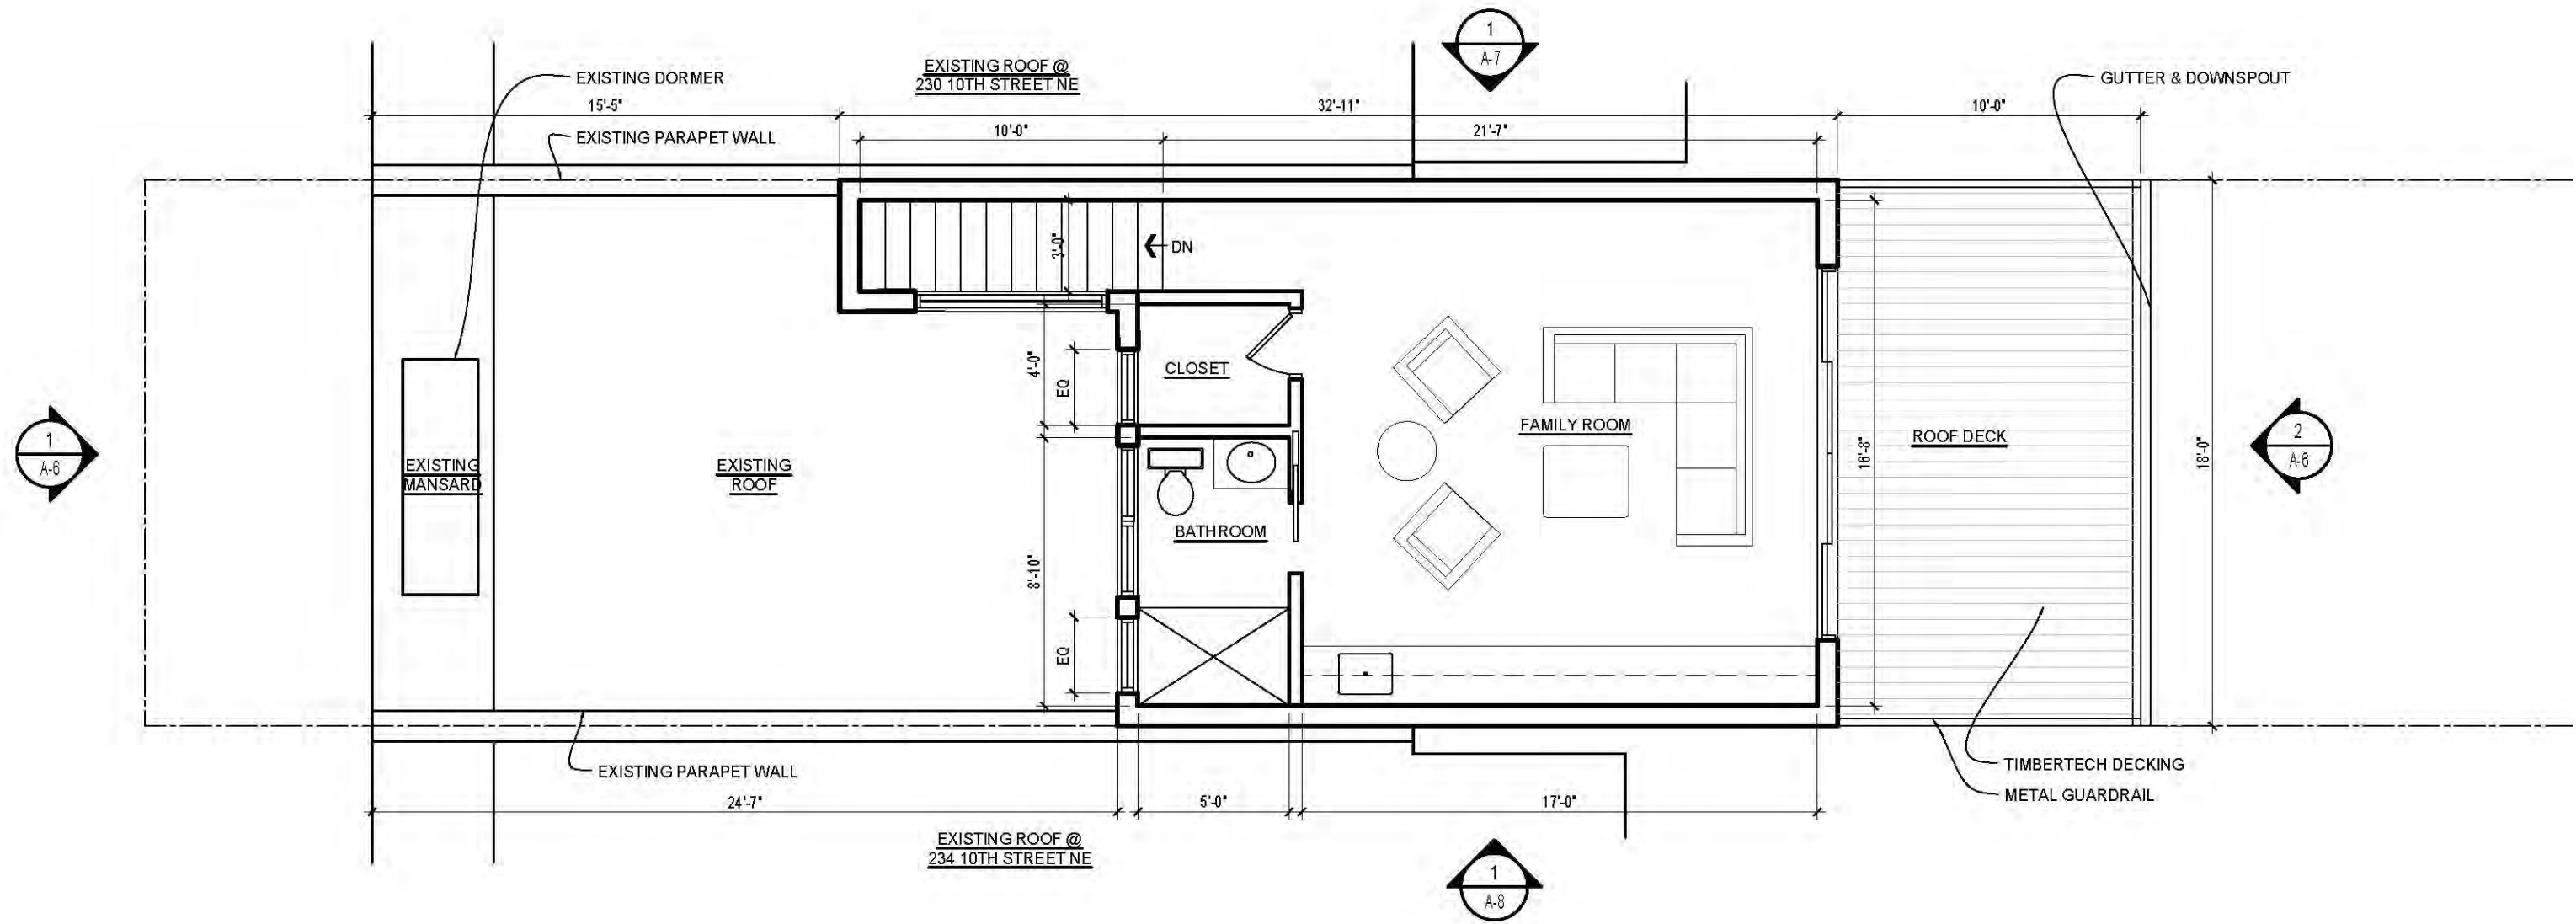 1
A-7
EXISTING DORMER
EXISTING ROOF @
230 10TH STREET NE
GUTTER & DOWNSPOUT
15'-5"
32'-11"
10'-0"
EXISTING PARAPET WALL
10'-0"
21'-7"
3'-0"
DN
4'-0"
EQ
CLOSET
FAMILY ROOM
ROOF DECK
16'-8"
18'-0"
1
A-6
2
A-6
EXISTING
MANSARD
EXISTING
ROOF
BATHROOM
8'-10"
EQ
EXISTING PARAPET WALL
TIMBERTECH DECKING
METAL GUARDRAIL
24'-7"
5'-0"
17'-0"
EXISTING ROOF @
234 10TH STREET NE
1
A-8